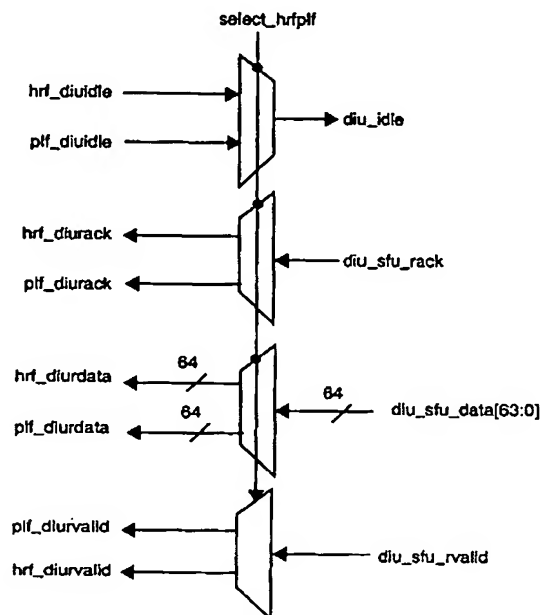 select_hrfplf
hrf_diuidle
plf_diuidle
diu_idle
hrf_diurack
plf_diurack
diu_sfu_rack
64
hrf_diurdata
64
plf_diurdata
64
diu_sfu_data[63:0]
plf_diurvalid
hrf_diurvalid
diu_sfu_rvalid